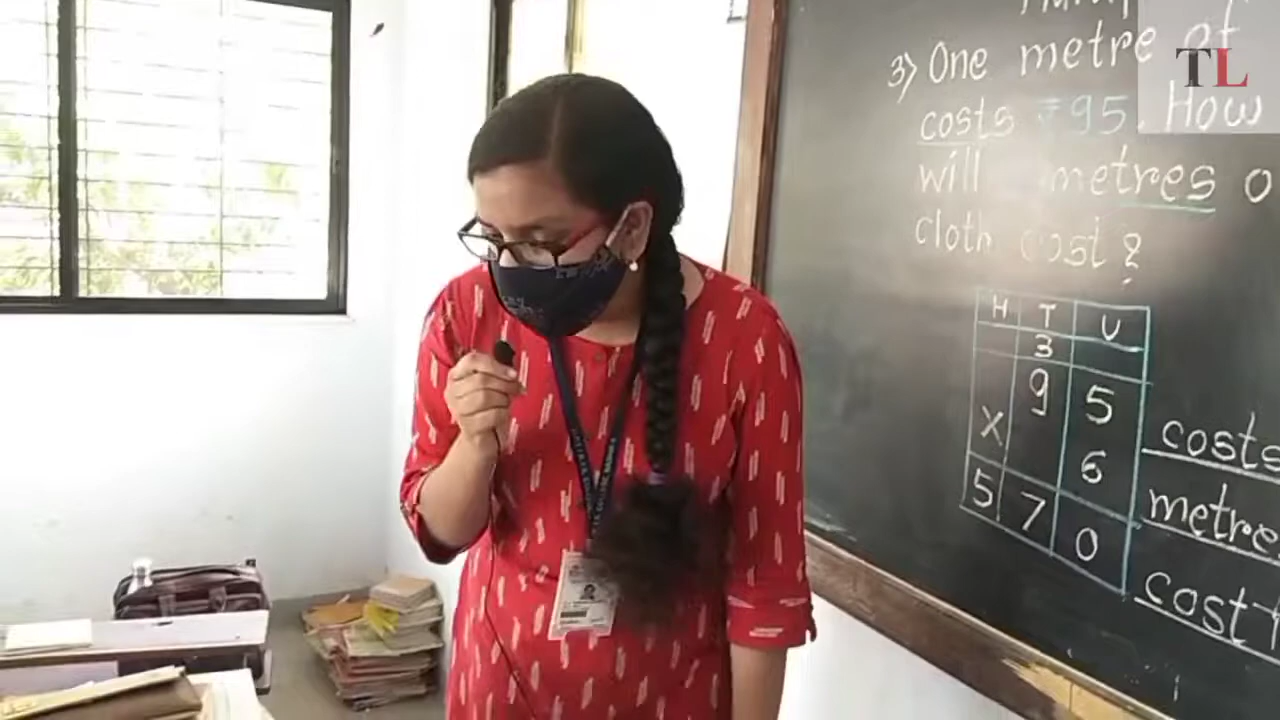 TL
3) One metre of
costs ₹95. How
will metres o
cloth cost?
H T U
3
9 5
X 6
5 7 0
costs
metre
cost